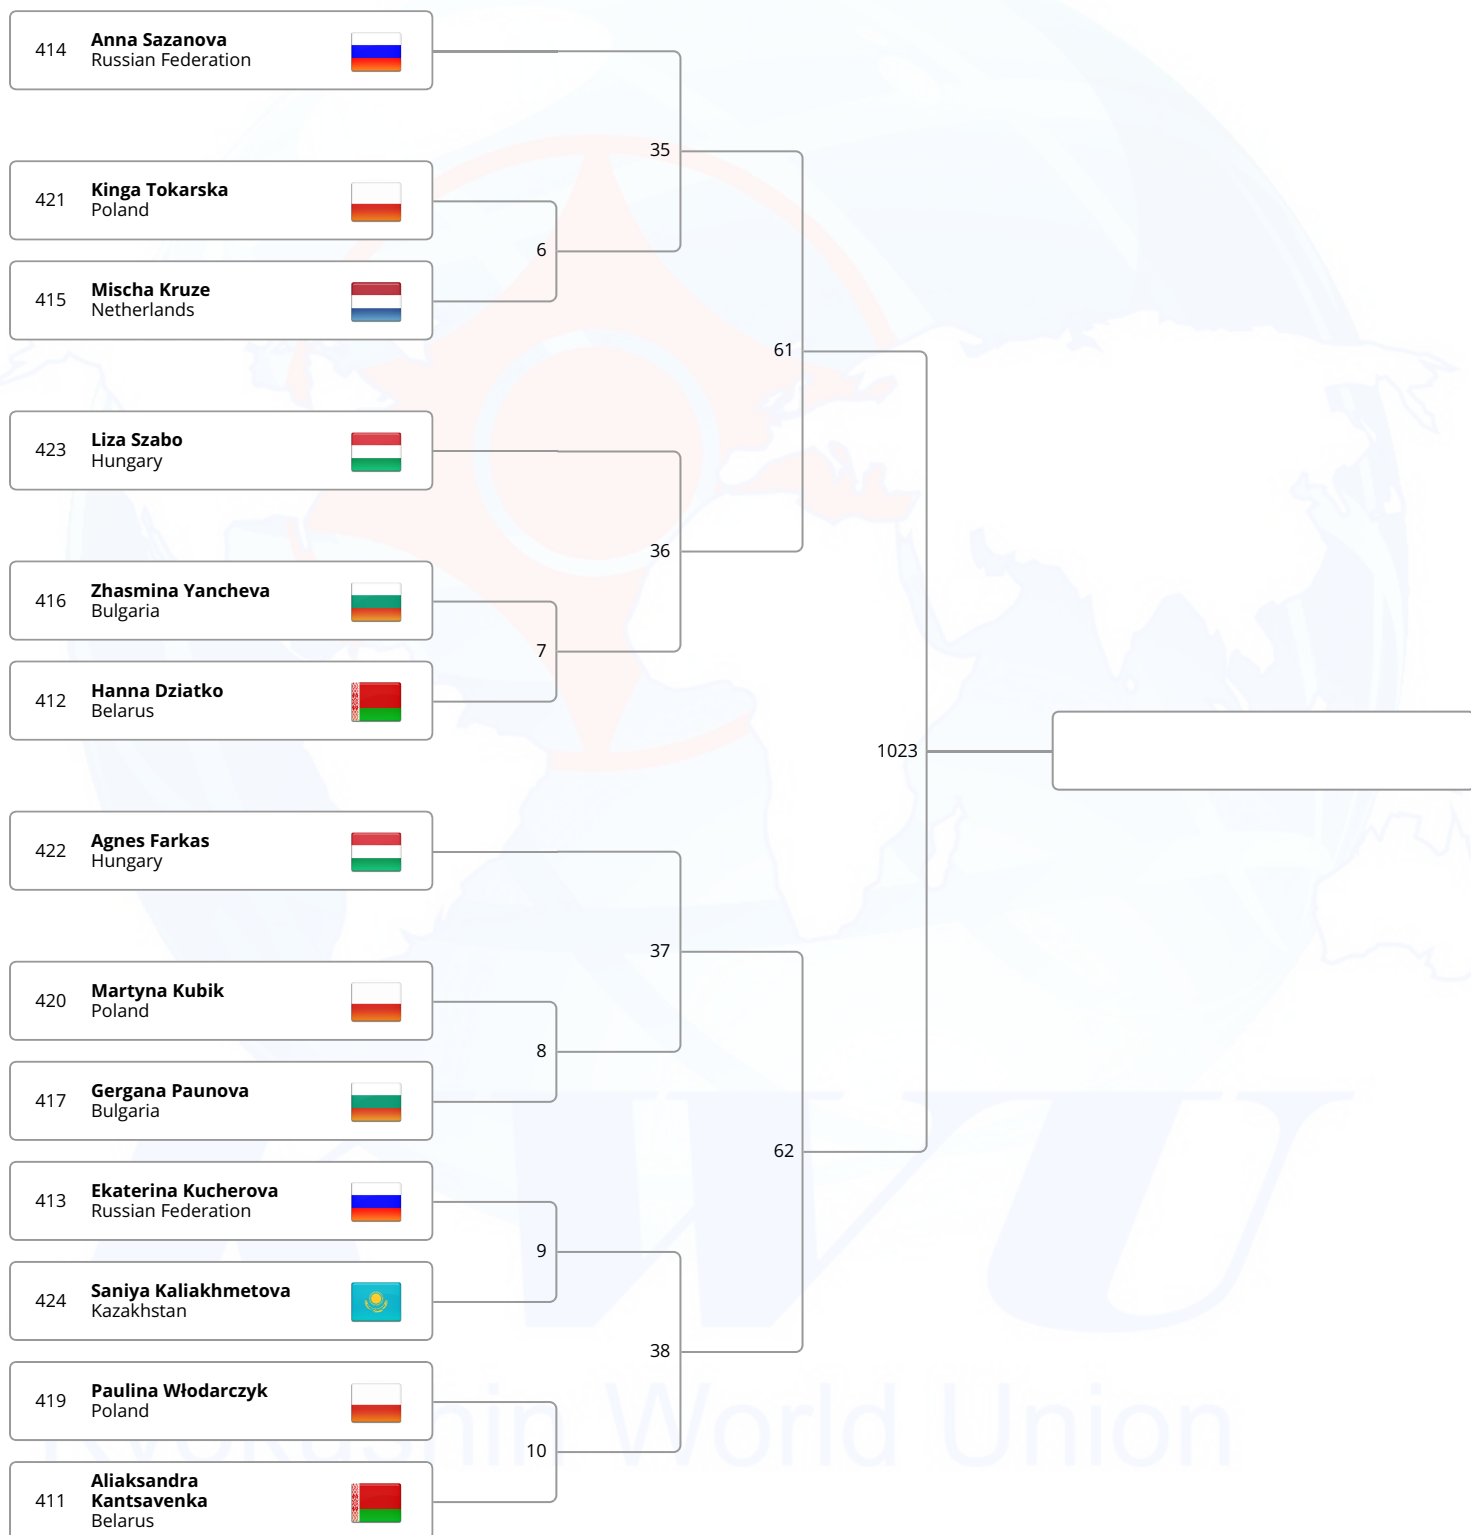 414
Anna Sazanova
Russian Federation
35
421
Kinga Tokarska
Poland
6
415
Mischa Kruze
Netherlands
61
423
Liza Szabo
Hungary
36
416
Zhasmina Yancheva
Bulgaria
7
412
Hanna Dziatko
Belarus
1023
422
Agnes Farkas
Hungary
37
420
Martyna Kubik
Poland
8
417
Gergana Paunova
Bulgaria
62
413
Ekaterina Kucherova
Russian Federation
9
424
Saniya Kaliakhmetova
Kazakhstan
38
419
Paulina Włodarczyk
Poland
10
411
Aliaksandra
Kantsavenka
Belarus
KWU
Kyokushin World Union